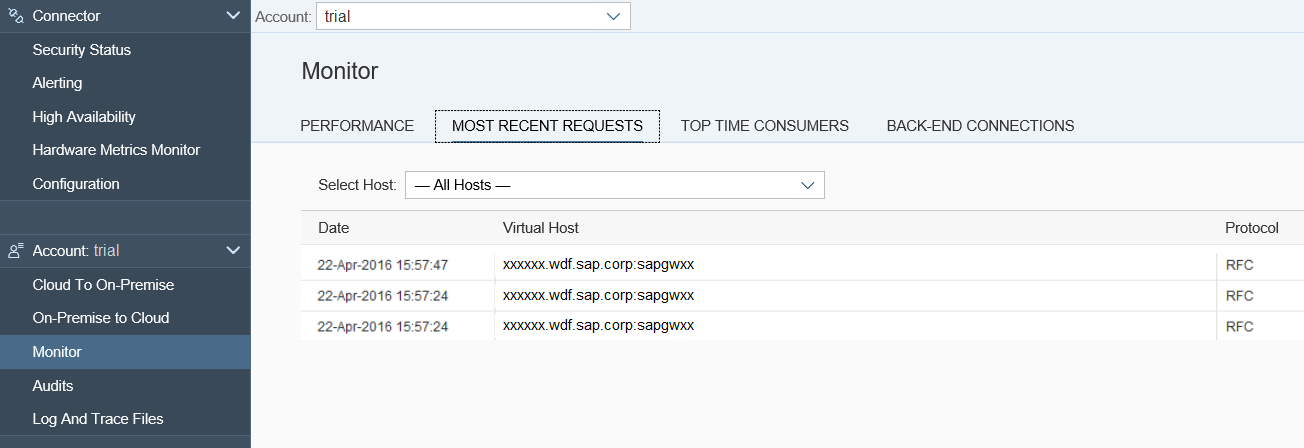 Connector
Security Status
Alerting
High Availability
Hardware Metrics Monitor
Configuration
Account: trial
Cloud To On-Premise
On-Premise to Cloud
Monitor
Audits
Log And Trace Files
Account: trial
Monitor
PERFORMANCE MOST RECENT REQUESTS TOP TIME CONSUMERS BACK-END CONNECTIONS
Select Host: — All Hosts —
Date Virtual Host Protocol
22-Apr-2016 15:57:47 xxxxxx.wdf.sap.corp:sapgwxx RFC
22-Apr-2016 15:57:24 xxxxxx.wdf.sap.corp:sapgwxx RFC
22-Apr-2016 15:57:24 xxxxxx.wdf.sap.corp:sapgwxx RFC